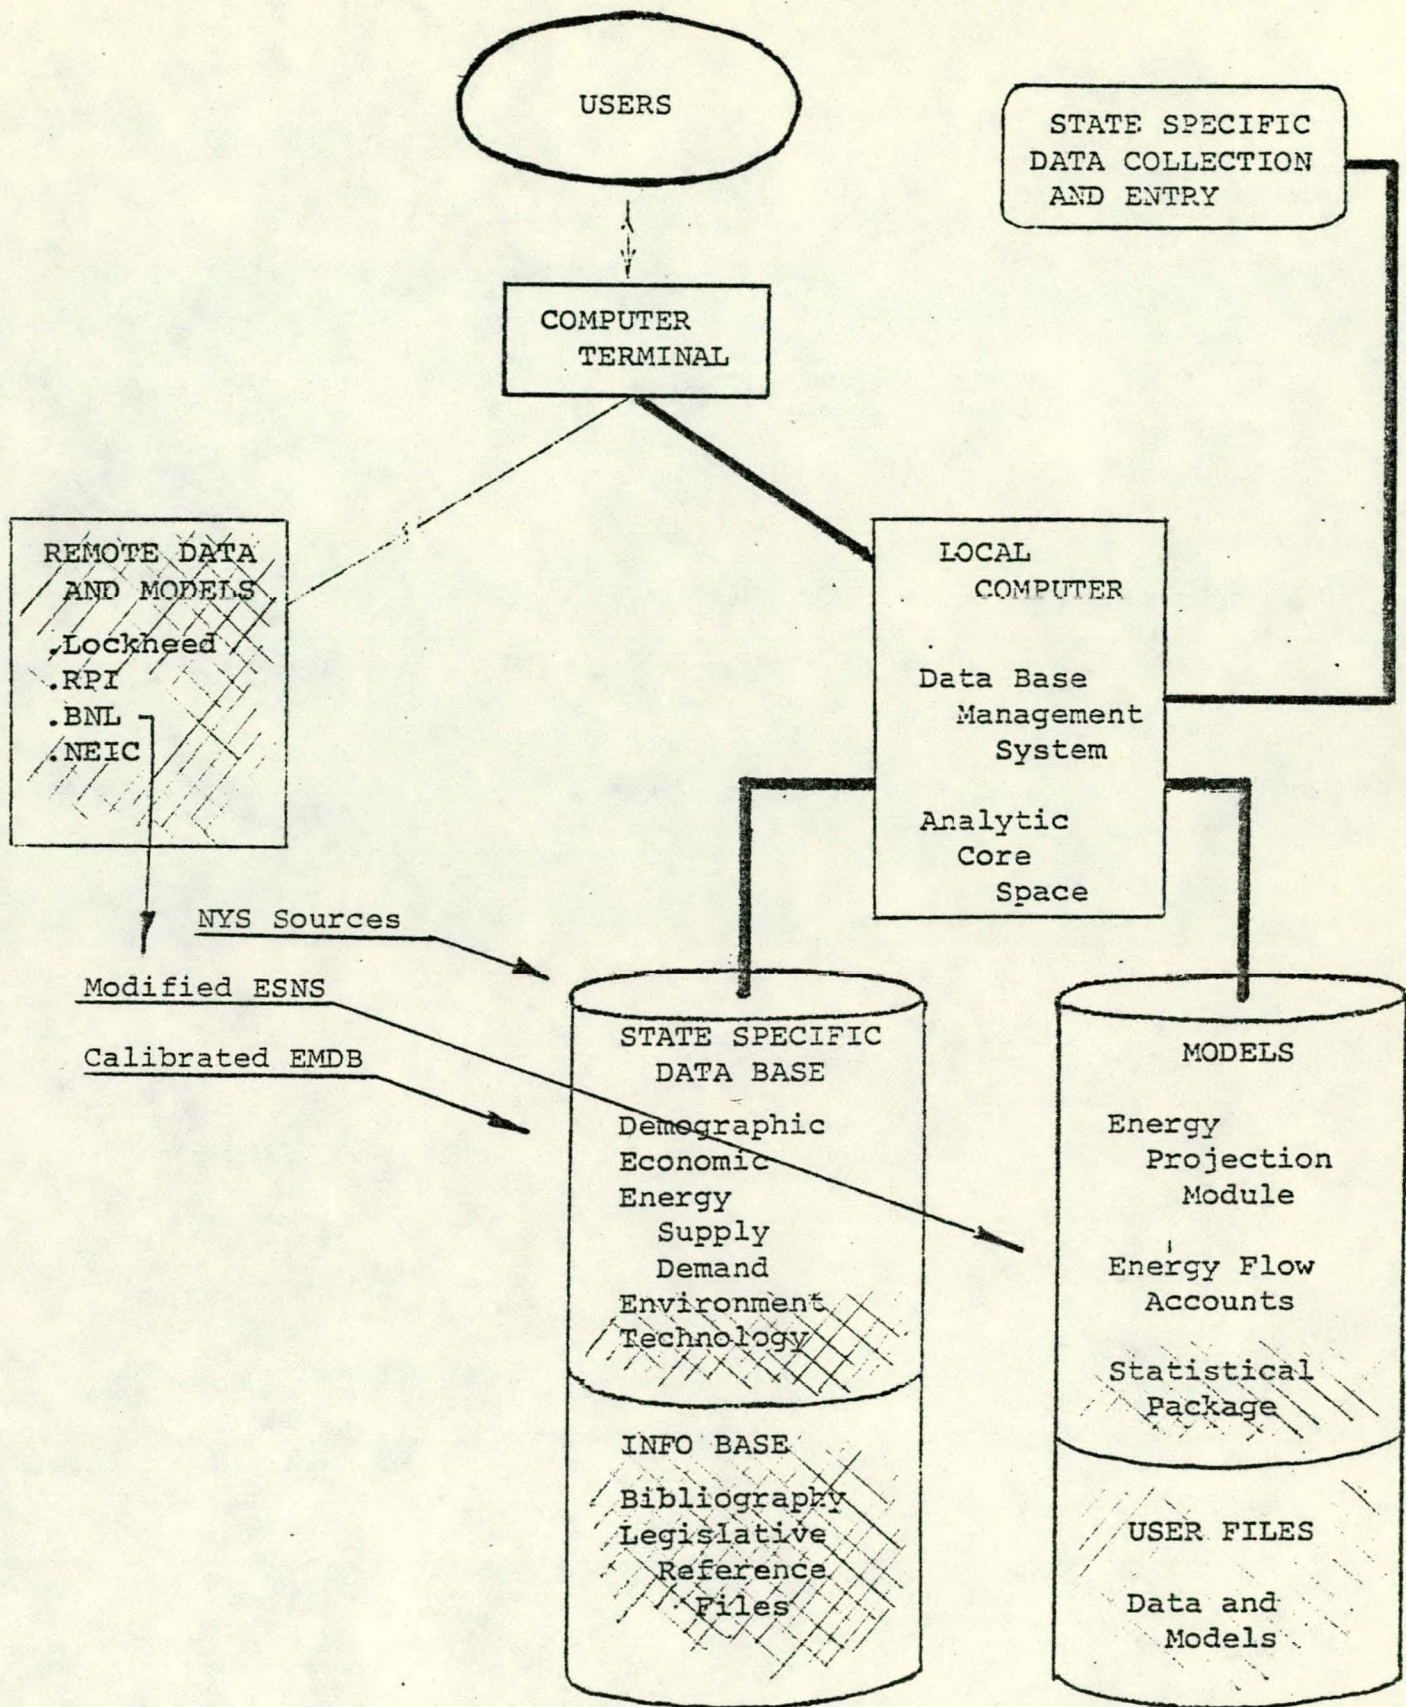 USERS
STATE SPECIFIC
DATA COLLECTION
AND ENTRY
COMPUTER
TERMINAL
REMOTE DATA
AND MODELS
.Lockheed
.RPI
.BNL
.NEIC
LOCAL
COMPUTER
Data Base
Management
System
Analytic
Core
Space
NYS Sources
Modified ESNS
Calibrated EMDB
STATE SPECIFIC
DATA BASE
Demographic
Economic
Energy
Supply
Demand
Environment
Technology
INFO BASE
Bibliography
Legislative
Reference
Files
MODELS
Energy
Projection
Module
Energy Flow
Accounts
Statistical
Package
USER FILES
Data and
Models